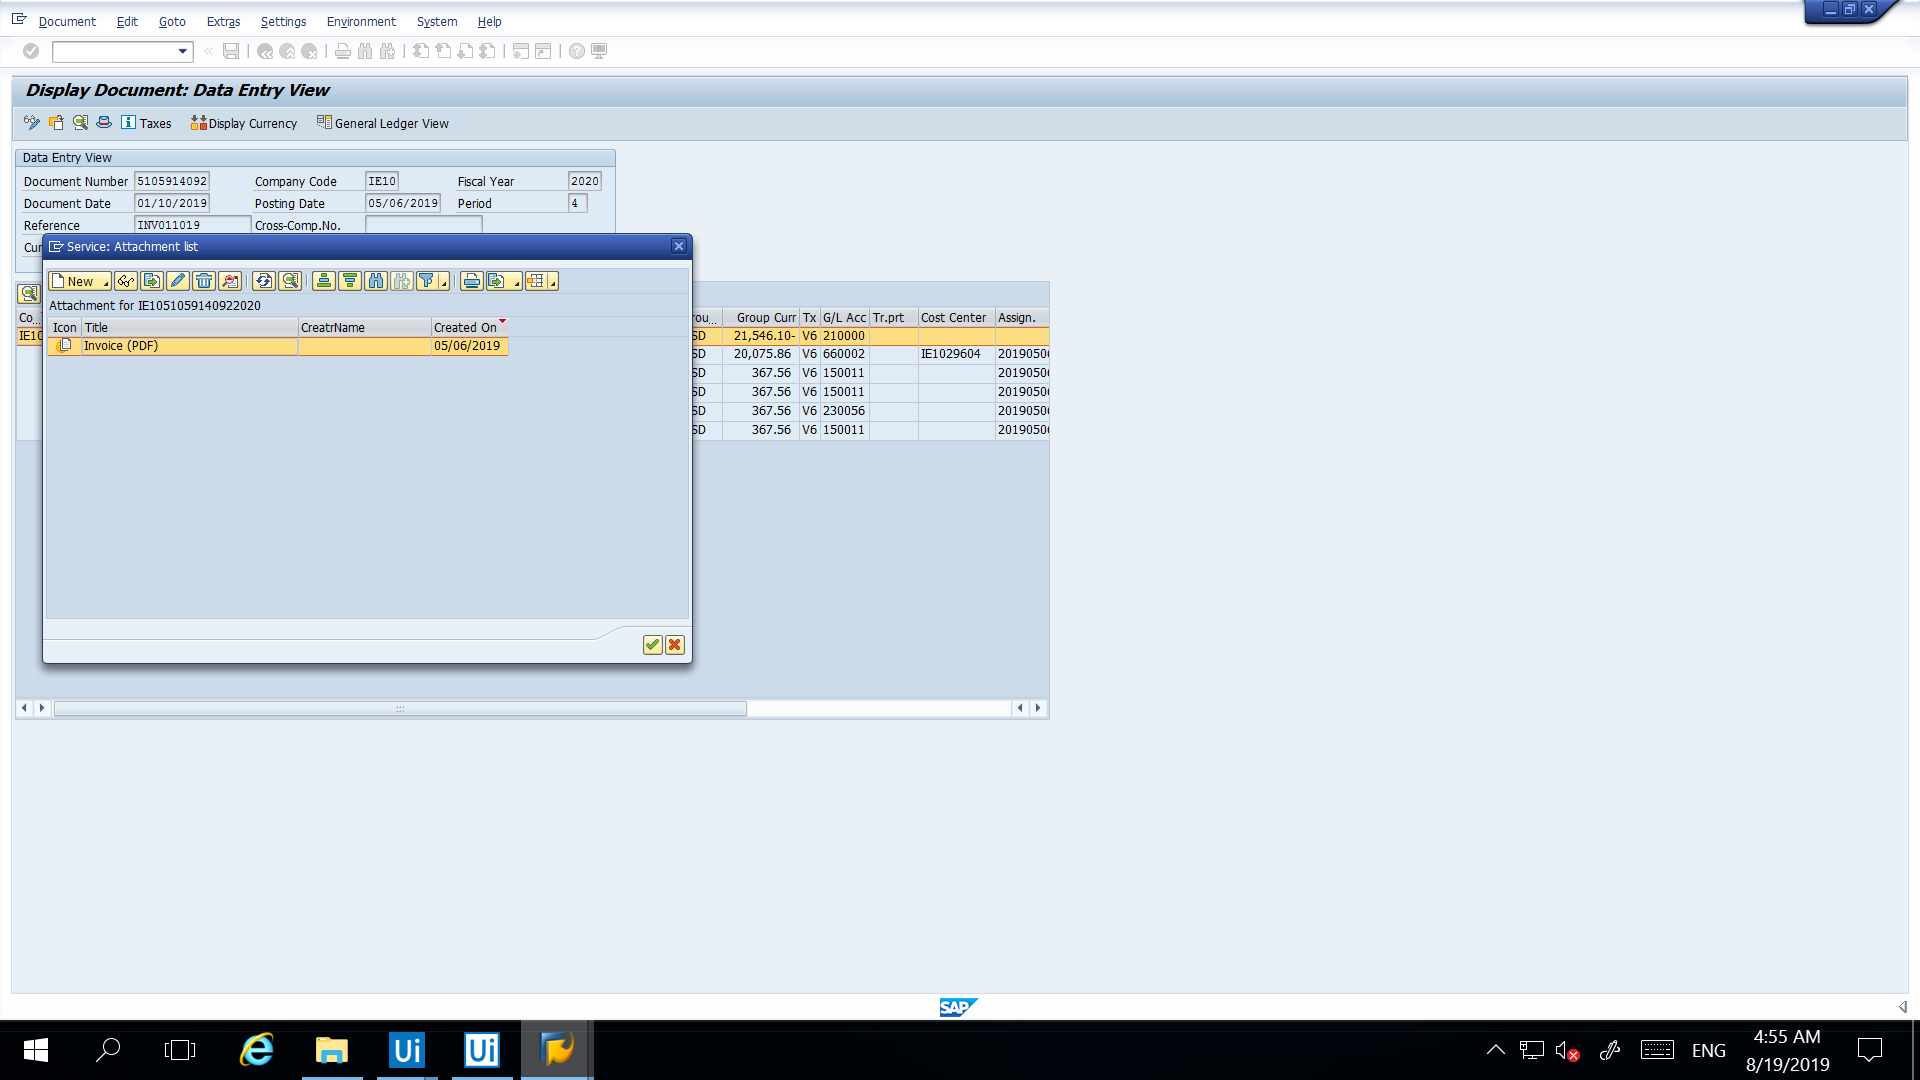 Document Edit Goto Extras Settings Environment System Help
Display Document: Data Entry View
Taxes Display Currency General Ledger View
Data Entry View
Document Number 5105914092 Company Code IE10 Fiscal Year 2020
Document Date 01/10/2019 Posting Date 05/06/2019 Period 4
Reference INV011019 Cross-Comp.No.
Cur
Service: Attachment list
New
Attachment for IE1051059140922020
Icon Title CreatrName Created On
Invoice (PDF) 05/06/2019
Co... rou... Group Curr Tx G/L Acc Tr.prt Cost Center Assign.
IE10 SD 21,546.10- V6 210000
SD 20,075.86 V6 660002 IE1029604 2019050
SD 367.56 V6 150011 2019050
SD 367.56 V6 150011 2019050
SD 367.56 V6 230056 2019050
SD 367.56 V6 150011 2019050
SAP
Ui Ui
ENG
4:55 AM
8/19/2019